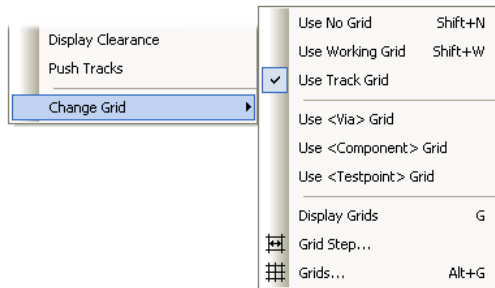 Display Clearance
Push Tracks
Change Grid
Use No Grid Shift+N
Use Working Grid Shift+W
Use Track Grid
Use <Via> Grid
Use <Component> Grid
Use <Testpoint> Grid
Display Grids G
Grid Step...
Grids... Alt+G